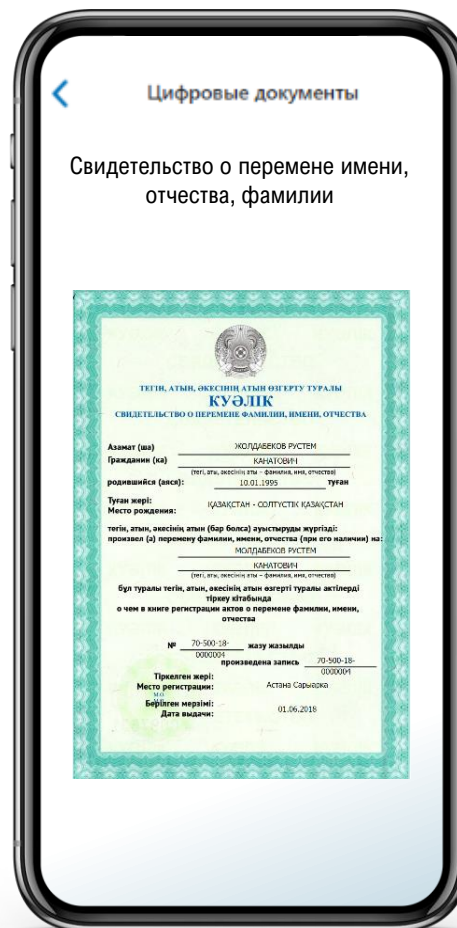 Цифровые документы
Свидетельство о перемене имени,
отчества, фамилии
ТЕГІН, АТЫН, ӘКЕСІНІҢ АТЫН ӨЗГЕРТУ ТУРАЛЫ
КУӘЛІК
СВИДЕТЕЛЬСТВО О ПЕРЕМЕНЕ ФАМИЛИИ, ИМЕНИ, ОТЧЕСТВА
Азамат (ша) ЖОЛДАБЕКОВ РУСТЕМ
Гражданин (ка) КАНАТОВИЧ
(тегі, аты, әкесінің аты - фамилия, имя, отчество)
родившийся (аяся): 10.01.1995 туған
Туған жері:
Место рождения: ҚАЗАҚСТАН - СОЛТҮСТІК ҚАЗАҚСТАН
тегін, атын, әкесінің атын (бар болса) ауыстыруды жүргізді:
произвел (а) перемену фамилии, имени, отчества (при его наличии) на:
МОЛДАБЕКОВ РУСТЕМ
КАНАТОВИЧ
(тегі, аты, әкесінің аты - фамилия, имя, отчество)
бұл туралы тегін, атын, әкесінің атын өзгерті туралы актілерді
тіркеу кітабында
о чем в книге регистрации актов о перемене фамилии, имени,
отчества
№ 70-500-18-
0000004 жазу жазылды
произведена запись 70-500-18-
0000004
Тіркелген жері:
Место регистрации: Астана Сарыарка
Берілген мерзімі:
Дата выдачи: 01.06.2018